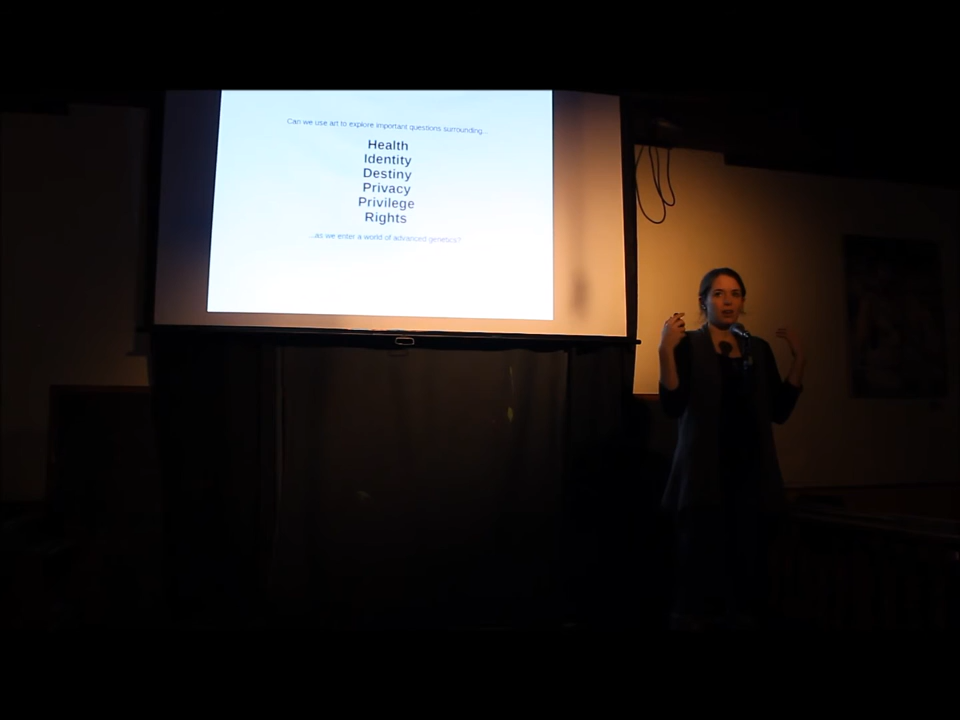 Can we use art to explore important questions surrounding...
Health
Identity
Destiny
Privacy
Privilege
Rights
...as we enter a world of advanced genetics?